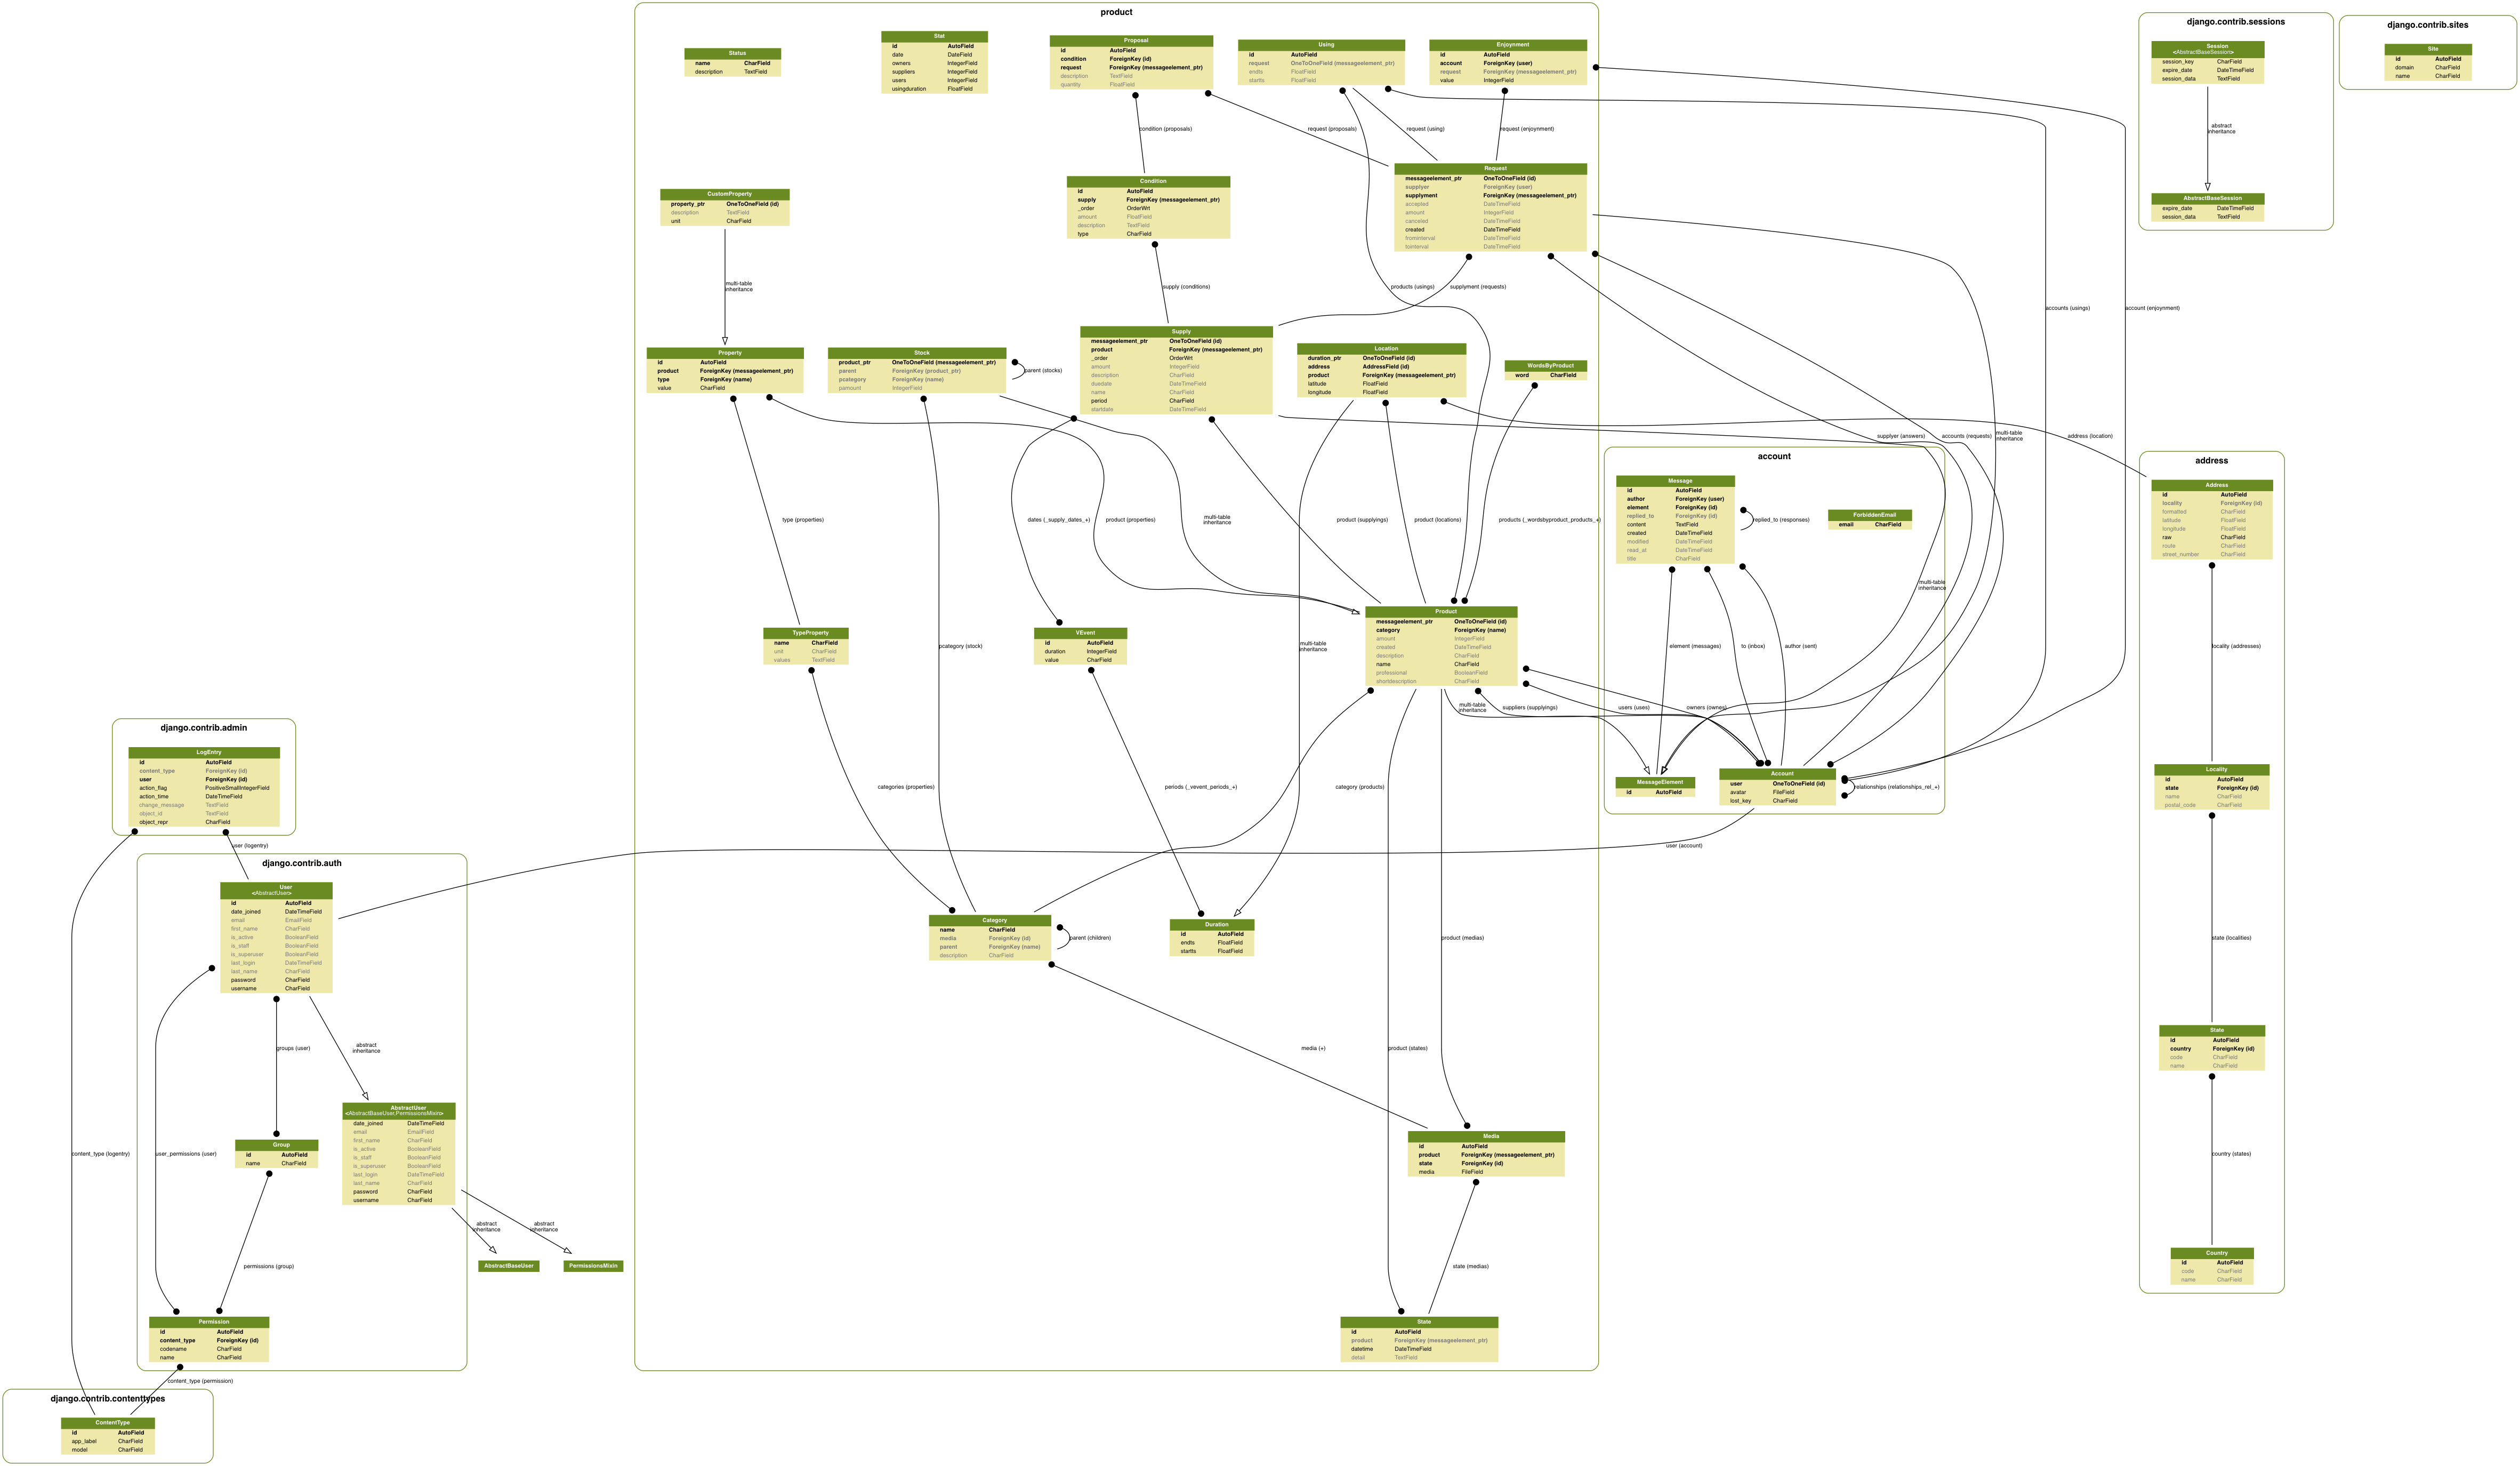 product
Status
name CharField
description TextField
Stat
id AutoField
date DateField
owners IntegerField
suppliers IntegerField
users IntegerField
usingduration FloatField
Proposal
id AutoField
condition ForeignKey (id)
request ForeignKey (messageelement_ptr)
description TextField
quantity FloatField
Using
id AutoField
request OneToOneField (messageelement_ptr)
endts FloatField
startts FloatField
Enjoynment
id AutoField
account ForeignKey (user)
request ForeignKey (messageelement_ptr)
value IntegerField
condition (proposals)
request (proposals)
request (using)
request (enjoynment)
CustomProperty
property_ptr OneToOneField (id)
description TextField
unit CharField
Condition
id AutoField
supply ForeignKey (messageelement_ptr)
_order OrderWrt
amount FloatField
description TextField
type CharField
Request
messageelement_ptr OneToOneField (id)
supplyer ForeignKey (user)
supplyment ForeignKey (messageelement_ptr)
accepted DateTimeField
amount IntegerField
canceled DateTimeField
created DateTimeField
frominterval DateTimeField
tointerval DateTimeField
multi-table
inheritance
supply (conditions)
products (usings)
supplyment (requests)
accounts (usings)
account (enjoynment)
Property
id AutoField
product ForeignKey (messageelement_ptr)
type ForeignKey (name)
value CharField
Stock
product_ptr OneToOneField (messageelement_ptr)
parent ForeignKey (product_ptr)
pcategory ForeignKey (name)
pamount IntegerField
parent (stocks)
Supply
messageelement_ptr OneToOneField (id)
product ForeignKey (messageelement_ptr)
_order OrderWrt
amount IntegerField
description CharField
duedate DateTimeField
name CharField
period CharField
startdate DateTimeField
Location
duration_ptr OneToOneField (id)
address AddressField (id)
product ForeignKey (messageelement_ptr)
latitude FloatField
longitude FloatField
WordsByProduct
word CharField
supplyer (answers)
accounts (requests)
multi-table
inheritance
address (location)
type (properties)
dates (_supply_dates_+)
product (properties)
multi-table
inheritance
product (supplyings)
product (locations)
products (_wordsbyproduct_products_+)
TypeProperty
name CharField
unit CharField
values TextField
pcategory (stock)
VEvent
id AutoField
duration IntegerField
value CharField
multi-table
inheritance
Product
messageelement_ptr OneToOneField (id)
category ForeignKey (name)
amount IntegerField
created DateTimeField
description CharField
name CharField
professional BooleanField
shortdescription CharField
multi-table
inheritance
suppliers (supplyings)
users (uses)
owners (ownes)
categories (properties)
periods (_vevent_periods_+)
category (products)
Category
name CharField
media ForeignKey (id)
parent ForeignKey (name)
description CharField
parent (children)
Duration
id AutoField
endts FloatField
startts FloatField
product (medias)
media (+)
product (states)
Media
id AutoField
product ForeignKey (messageelement_ptr)
state ForeignKey (id)
media FileField
state (medias)
State
id AutoField
product ForeignKey (messageelement_ptr)
datetime DateTimeField
detail TextField
account
Message
id AutoField
author ForeignKey (user)
element ForeignKey (id)
replied_to ForeignKey (id)
content TextField
created DateTimeField
modified DateTimeField
read_at DateTimeField
title CharField
replied_to (responses)
ForbiddenEmail
email CharField
multi-table
inheritance
element (messages)
to (inbox)
author (sent)
MessageElement
id AutoField
Account
user OneToOneField (id)
avatar FileField
lost_key CharField
relationships (relationships_rel_+)
user (account)
django.contrib.sessions
Session
<AbstractBaseSession>
session_key CharField
expire_date DateTimeField
session_data TextField
abstract
inheritance
AbstractBaseSession
expire_date DateTimeField
session_data TextField
django.contrib.sites
Site
id AutoField
domain CharField
name CharField
address
Address
id AutoField
locality ForeignKey (id)
formatted CharField
latitude FloatField
longitude FloatField
raw CharField
route CharField
street_number CharField
locality (addresses)
Locality
id AutoField
state ForeignKey (id)
name CharField
postal_code CharField
state (localities)
State
id AutoField
country ForeignKey (id)
code CharField
name CharField
country (states)
Country
id AutoField
code CharField
name CharField
django.contrib.admin
LogEntry
id AutoField
content_type ForeignKey (id)
user ForeignKey (id)
action_flag PositiveSmallIntegerField
action_time DateTimeField
change_message TextField
object_id TextField
object_repr CharField
user (logentry)
django.contrib.auth
User
<AbstractUser>
id AutoField
date_joined DateTimeField
email EmailField
first_name CharField
is_active BooleanField
is_staff BooleanField
is_superuser BooleanField
last_login DateTimeField
last_name CharField
password CharField
username CharField
groups (user)
abstract
inheritance
AbstractUser
<AbstractBaseUser,PermissionsMixin>
date_joined DateTimeField
email EmailField
first_name CharField
is_active BooleanField
is_staff BooleanField
is_superuser BooleanField
last_login DateTimeField
last_name CharField
password CharField
username CharField
content_type (logentry)
user_permissions (user)
Group
id AutoField
name CharField
abstract
inheritance
abstract
inheritance
permissions (group)
AbstractBaseUser
PermissionsMixin
Permission
id AutoField
content_type ForeignKey (id)
codename CharField
name CharField
content_type (permission)
django.contrib.contenttypes
ContentType
id AutoField
app_label CharField
model CharField